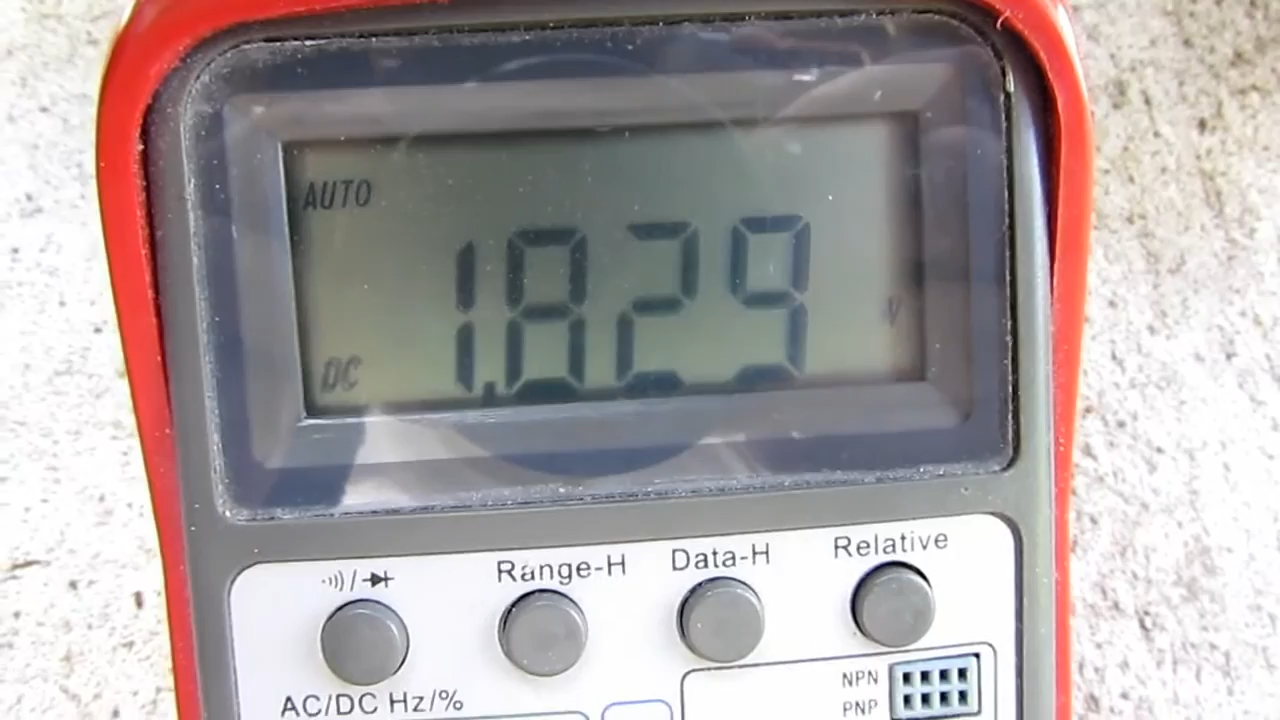 AUTO
1.829
V
DC
Range-H Data-H Relative
AC/DC Hz/%
NPN
PNP